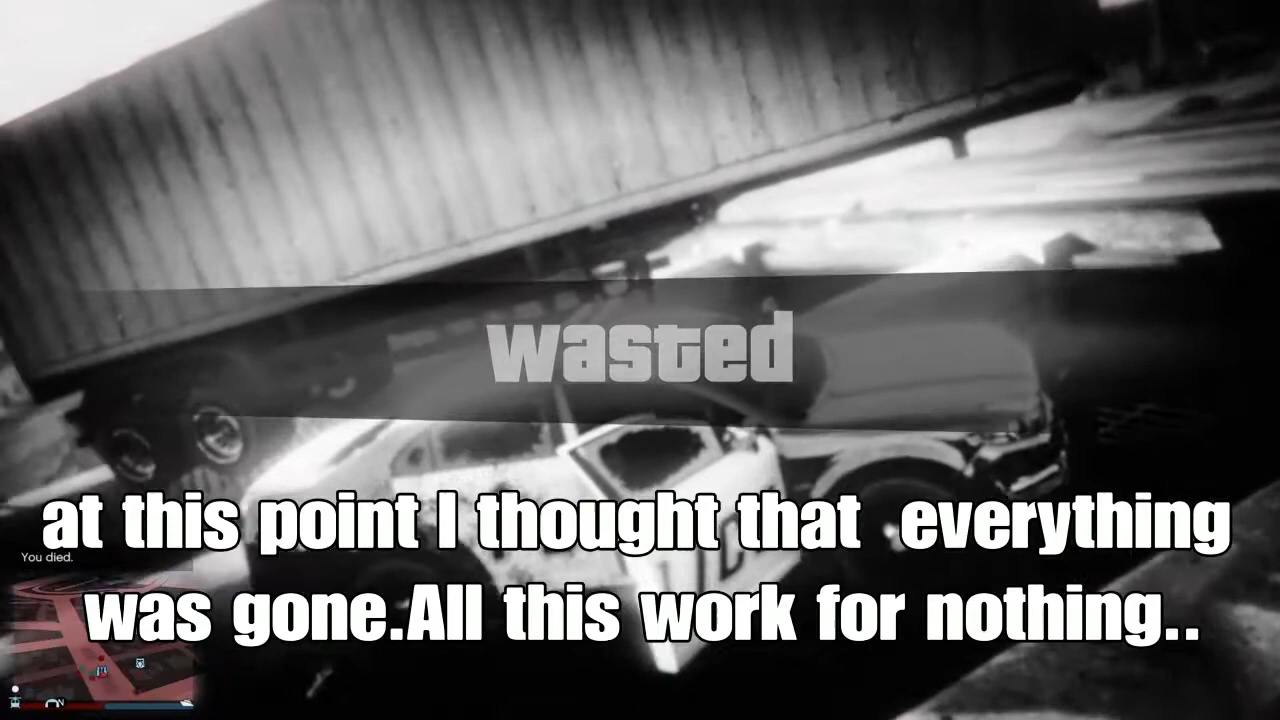 wasted
at this point I thought that  everything
You died.
was gone.All this work for nothing..
N